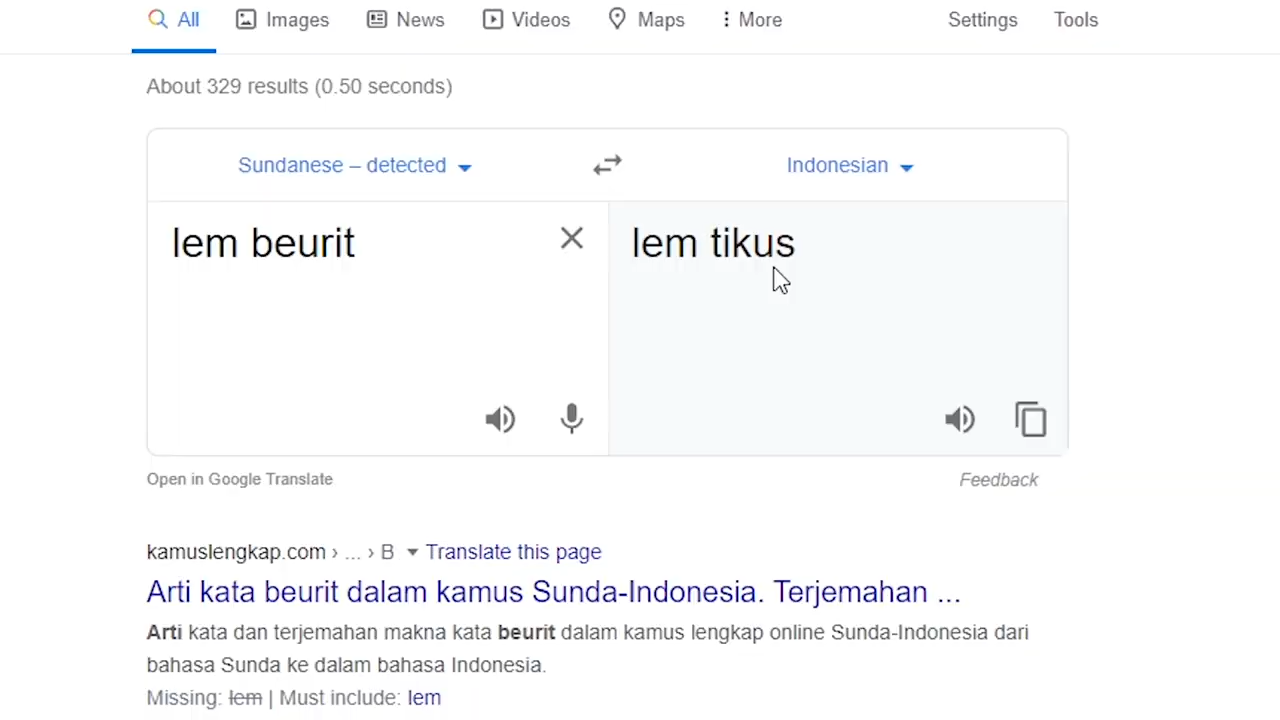 All Images News Videos Maps More Settings Tools
About 329 results (0.50 seconds)
Sundanese – detected Indonesian
lem beurit lem tikus
Open in Google Translate Feedback
kamuslengkap.com › ... › B Translate this page
Arti kata beurit dalam kamus Sunda-Indonesia. Terjemahan ...
Arti kata dan terjemahan makna kata beurit dalam kamus lengkap online Sunda-Indonesia dari
bahasa Sunda ke dalam bahasa Indonesia.
Missing: lem | Must include: lem